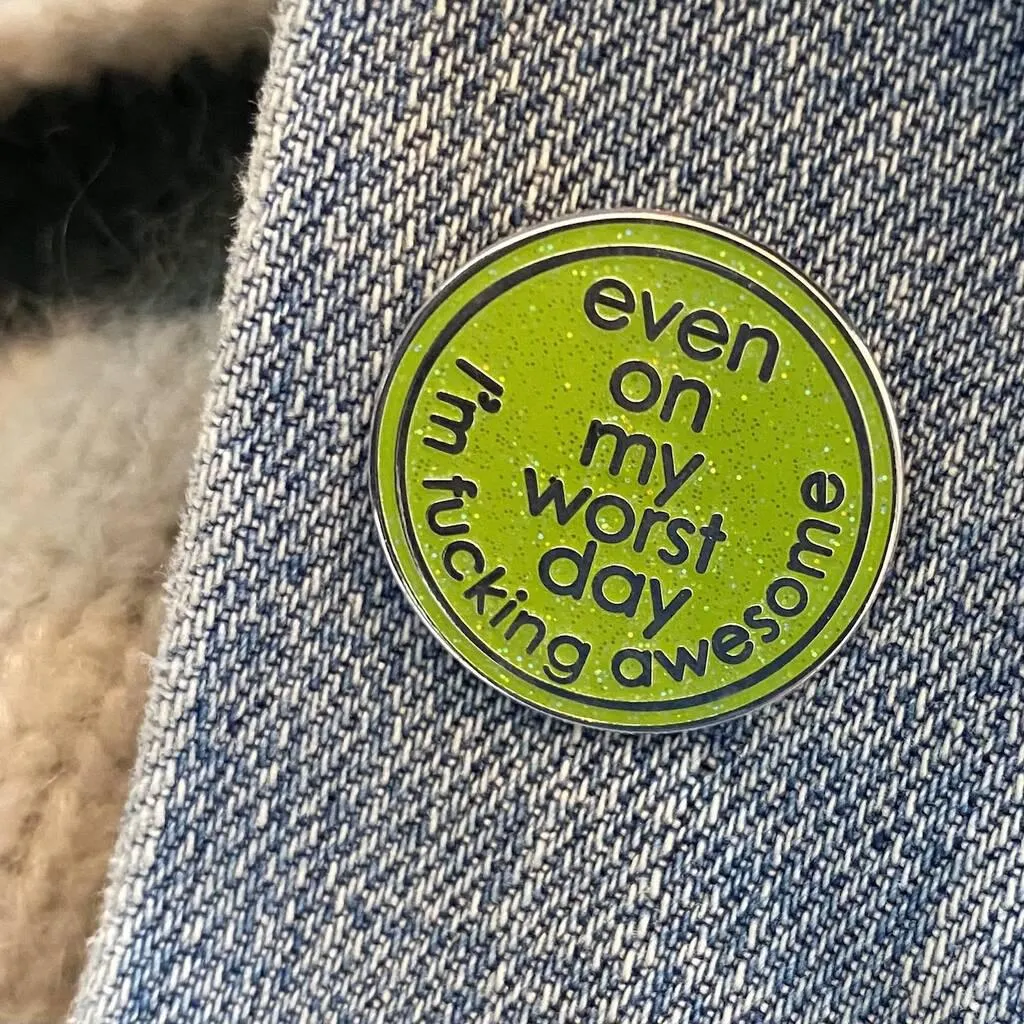 even
on
my
worst
day
I'm fucking awesome